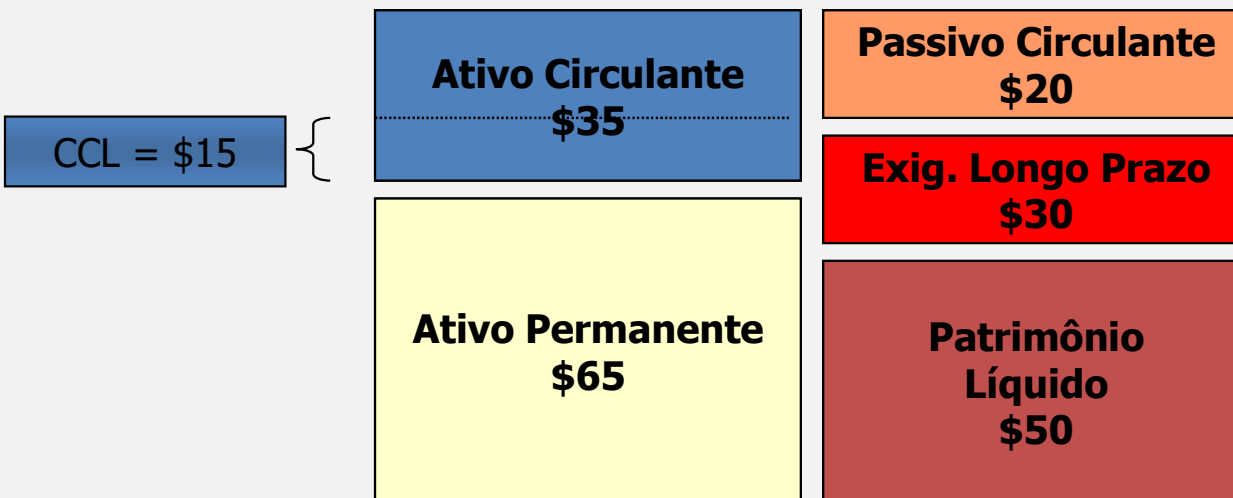 CCL = $15
Ativo Circulante
$35
Ativo Permanente
$65
Passivo Circulante
$20
Exig. Longo Prazo
$30
Patrimônio
Líquido
$50